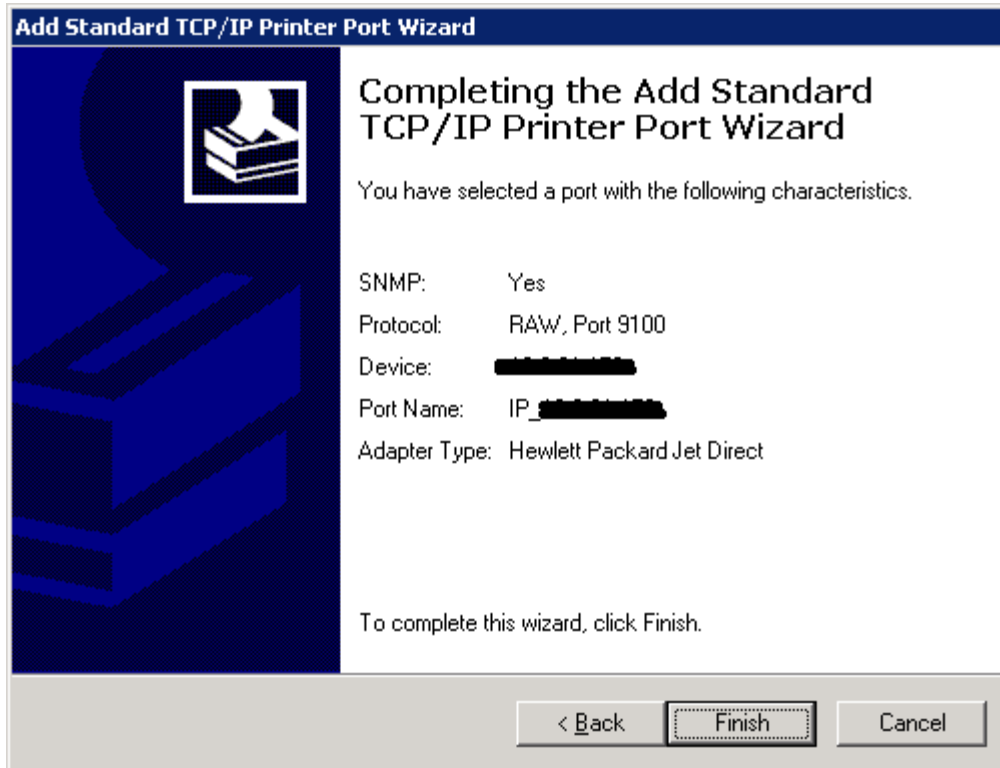 Add Standard TCP/IP Printer Port Wizard
Completing the Add Standard
TCP/IP Printer Port Wizard
You have selected a port with the following characteristics.
SNMP: Yes
Protocol: RAW, Port 9100
Device:
Port Name: IP_
Adapter Type: Hewlett Packard Jet Direct
To complete this wizard, click Finish.
< Back Finish Cancel